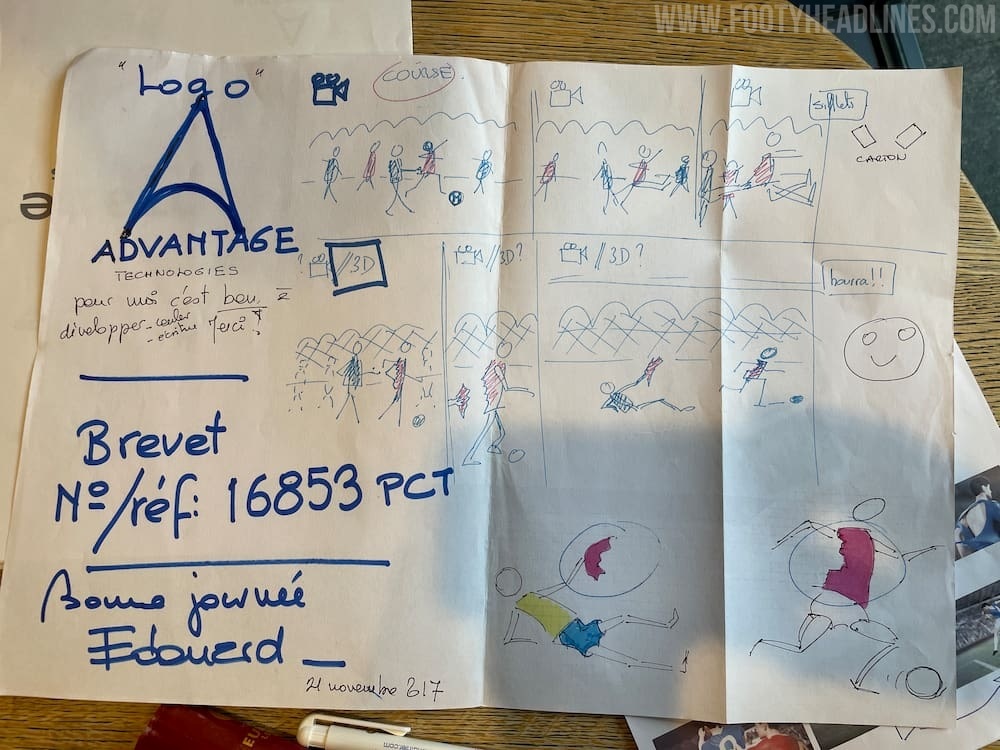 WWW.FOOTYHEADLINES.COM
"Logo"
ADVANTAGE
TECHNOLOGIES
pour moi c'est bon.
développer
Merci!
Brevet
N°/réf: 16853 PCT
Bonne journée
Edouard
21 novembre 2017
COURSE
sifflets
CARTON
? //3D
//3D?
//3D?
hourra!!